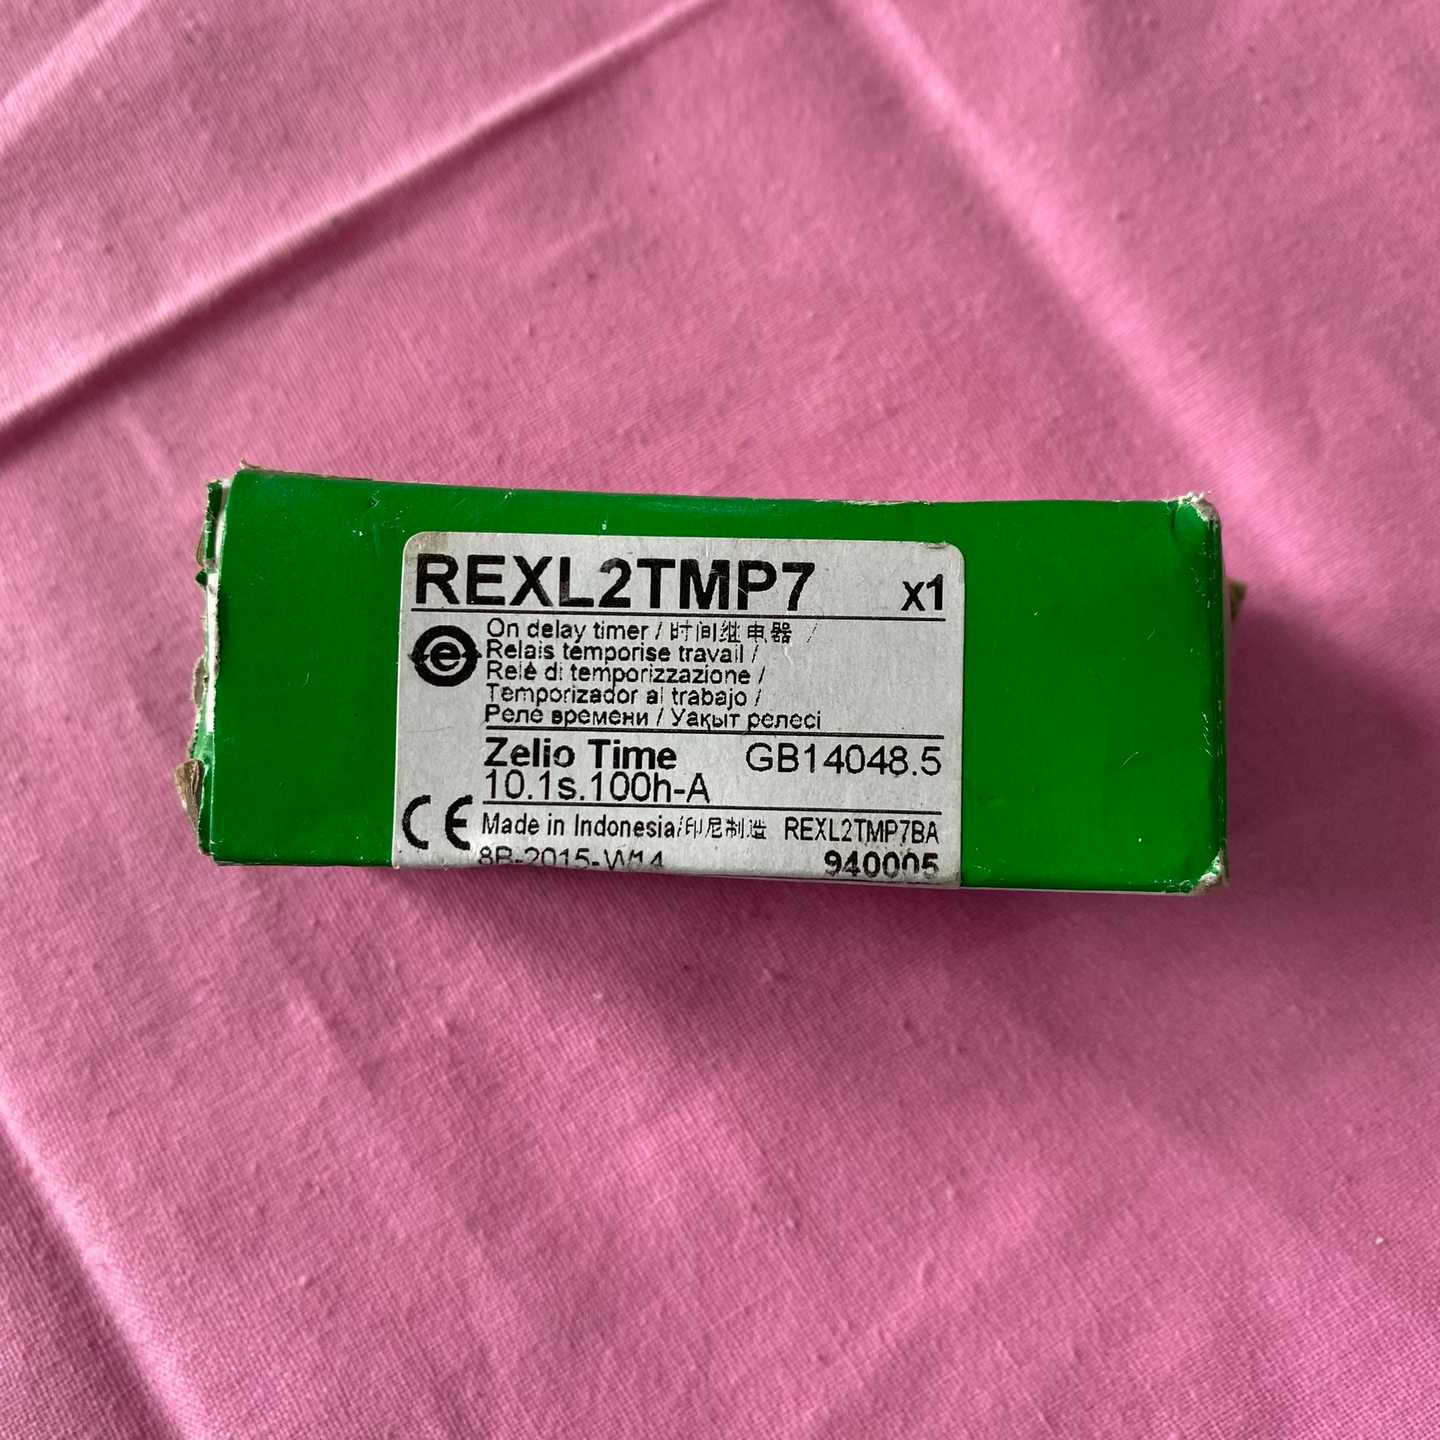 REXL2TMP7 x1
e
On delay timer / 时间继电器 /
Relais temporise travail /
Relè di temporizzazione /
Temporizador al trabajo /
Реле времени / Уақыт релесі
Zelio Time GB14048.5
10.1s.100h-A
CE Made in Indonesia/印尼制造 REXL2TMP7BA
8B-2015-W14 940005